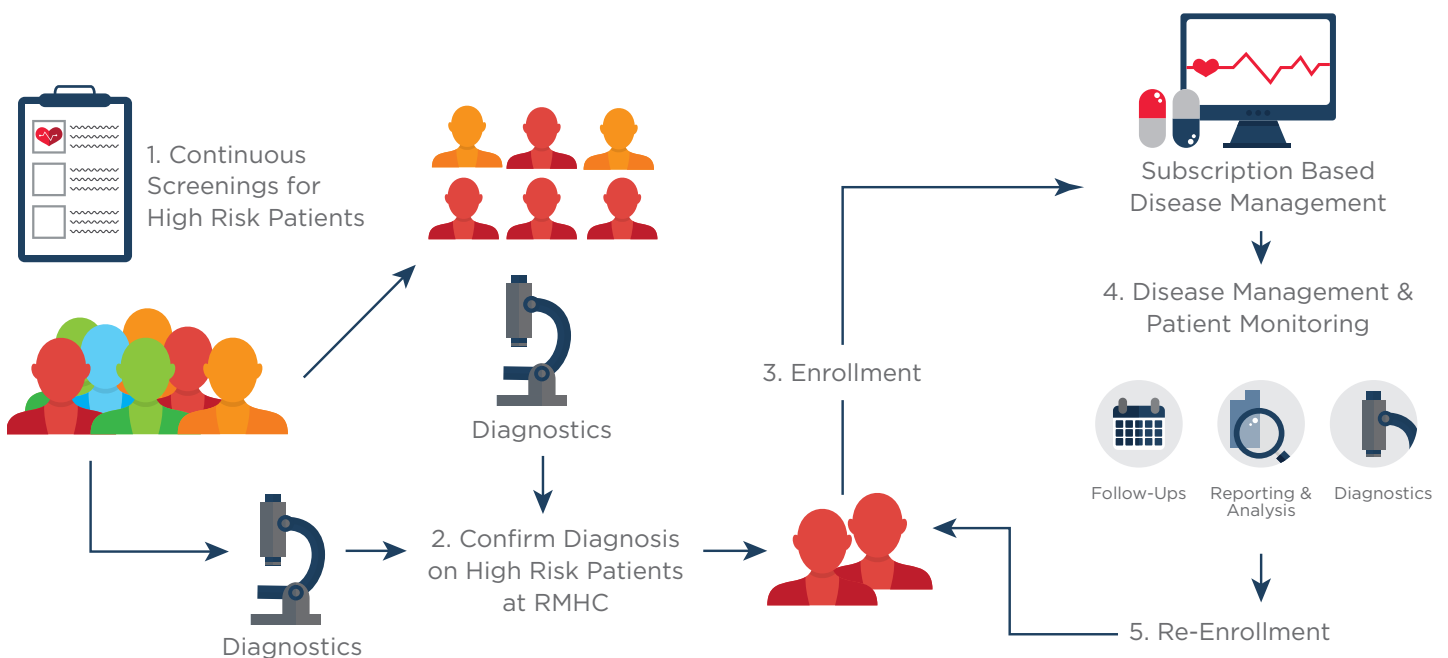 1. Continuous
Screenings for
High Risk Patients
Diagnostics
Diagnostics
2. Confirm Diagnosis
on High Risk Patients
at RMHC
3. Enrollment
Subscription Based
Disease Management
4. Disease Management &
Patient Monitoring
Follow-Ups
Reporting &
Analysis
Diagnostics
5. Re-Enrollment